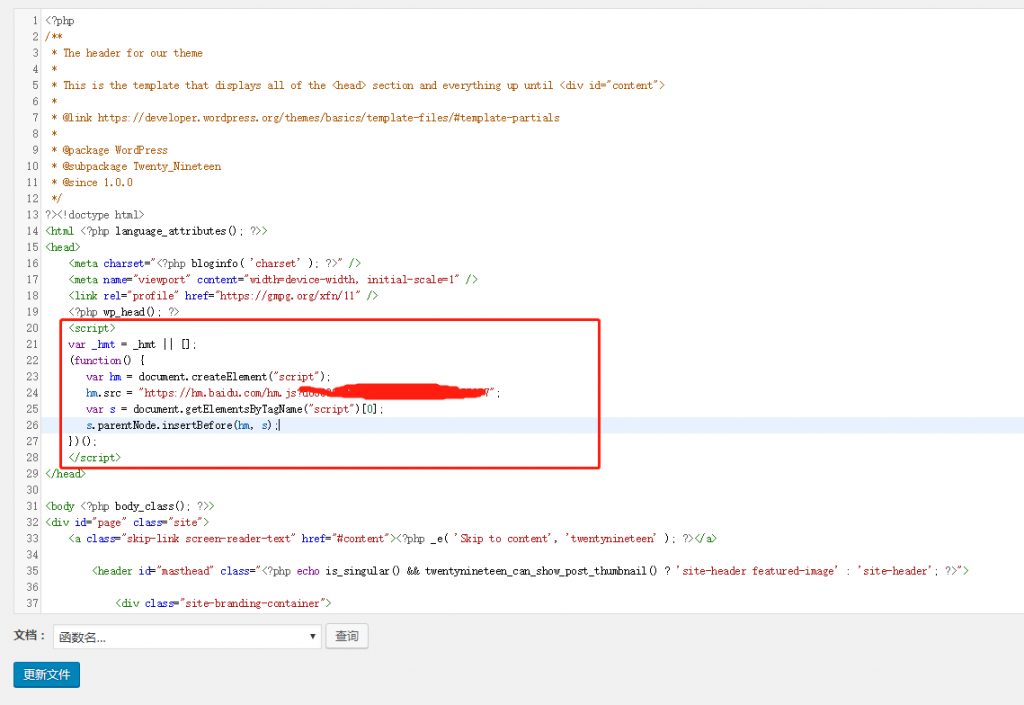 1 <?php
2 /**
3 * The header for our theme
4 *
5 * This is the template that displays all of the <head> section and everything up until <div id="content">
6 *
7 * @link https://developer.wordpress.org/themes/basics/template-files/#template-partials
8 *
9 * @package WordPress
10 * @subpackage Twenty_Nineteen
11 * @since 1.0.0
12 */
13 ?><!doctype html>
14 <html <?php language_attributes(); ?>>
15 <head>
16 <meta charset="<?php bloginfo( 'charset' ); ?>" />
17 <meta name="viewport" content="width=device-width, initial-scale=1" />
18 <link rel="profile" href="https://gmpg.org/xfn/11" />
19 <?php wp_head(); ?>
20 <script>
21 var _hmt = _hmt || [];
22 (function() {
23 var hm = document.createElement("script");
24 hm.src = "https://hm.baidu.com/hm.js ";
25 var s = document.getElementsByTagName("script")[0];
26 s.parentNode.insertBefore(hm, s);
27 })();
28 </script>
29 </head>
30
31 <body <?php body_class(); ?>>
32 <div id="page" class="site">
33 <a class="skip-link screen-reader-text" href="#content"><?php _e( 'Skip to content', 'twentynineteen' ); ?></a>
34
35 <header id="masthead" class="<?php echo is_singular() && twentynineteen_can_show_post_thumbnail() ? 'site-header featured-image' : 'site-header'; ?>">
36
37 <div class="site-branding-container">
文档： 函数名... 查询
更新文件